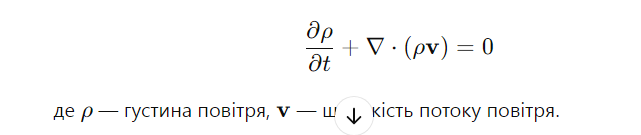 ∂ρ/∂t + ∇ · (ρv) = 0
де ρ — густина повітря, v — потоку повітря.